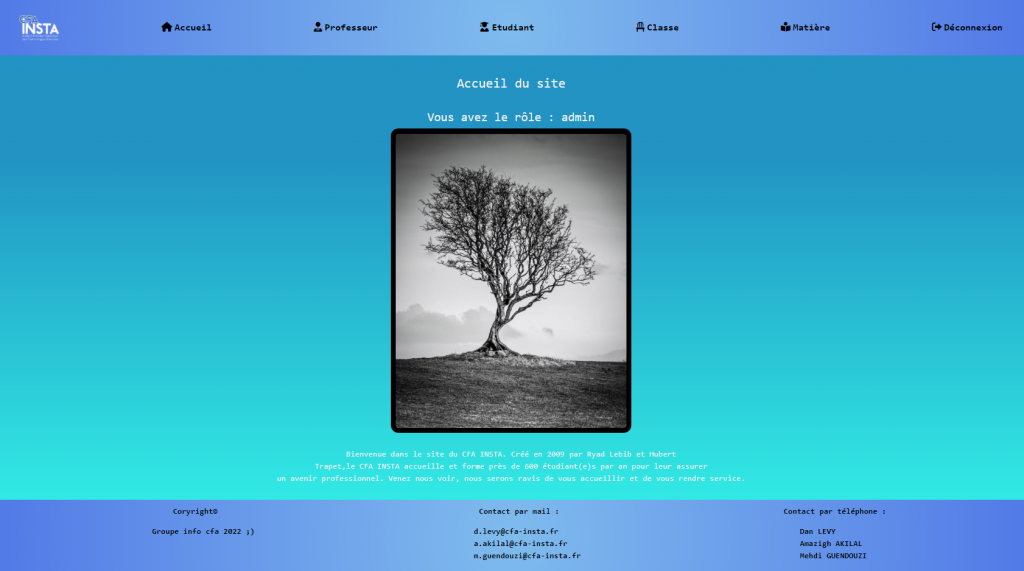 CFA
INSTA
Accueil
Professeur
Etudiant
Classe
Matière
Déconnexion
Accueil du site
Vous avez le rôle : admin
Bienvenue dans le site du CFA INSTA. Créé en 2009 par Ryad Lebib et Hubert
Trapet,le CFA INSTA accueille et forme près de 600 étudiant(e)s par an pour leur assurer
un avenir professionnel. Venez nous voir, nous serons ravis de vous accueillir et de vous rendre service.
Coryright©
Groupe info cfa 2022 ;)
Contact par mail :
d.levy@cfa-insta.fr
a.akilal@cfa-insta.fr
m.guendouzi@cfa-insta.fr
Contact par téléphone :
Dan LEVY
Amazigh AKILAL
Mehdi GUENDOUZI